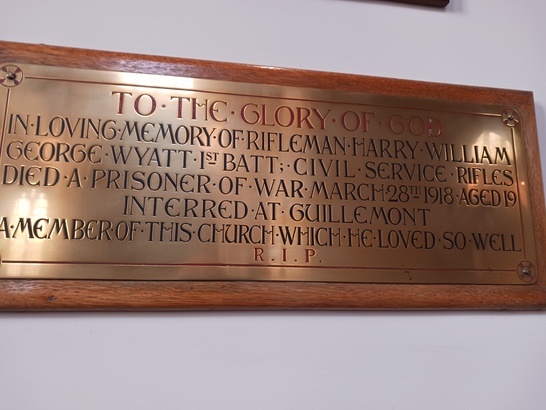 TO·THE·GLORY·OF·GOD
IN·LOVING·MEMORY·OF·RIFLEMAN·HARRY·WILLIAM
GEORGE·WYATT·1ST BATT:·CIVIL·SERVICE·RIFLES
DIED·A·PRISONER·OF·WAR·MARCH·28TH·1918·AGED 19
INTERRED·AT·GUILLEMONT
A·MEMBER·OF·THIS·CHURCH·WHICH·HE·LOVED·SO·WELL
R.I.P.